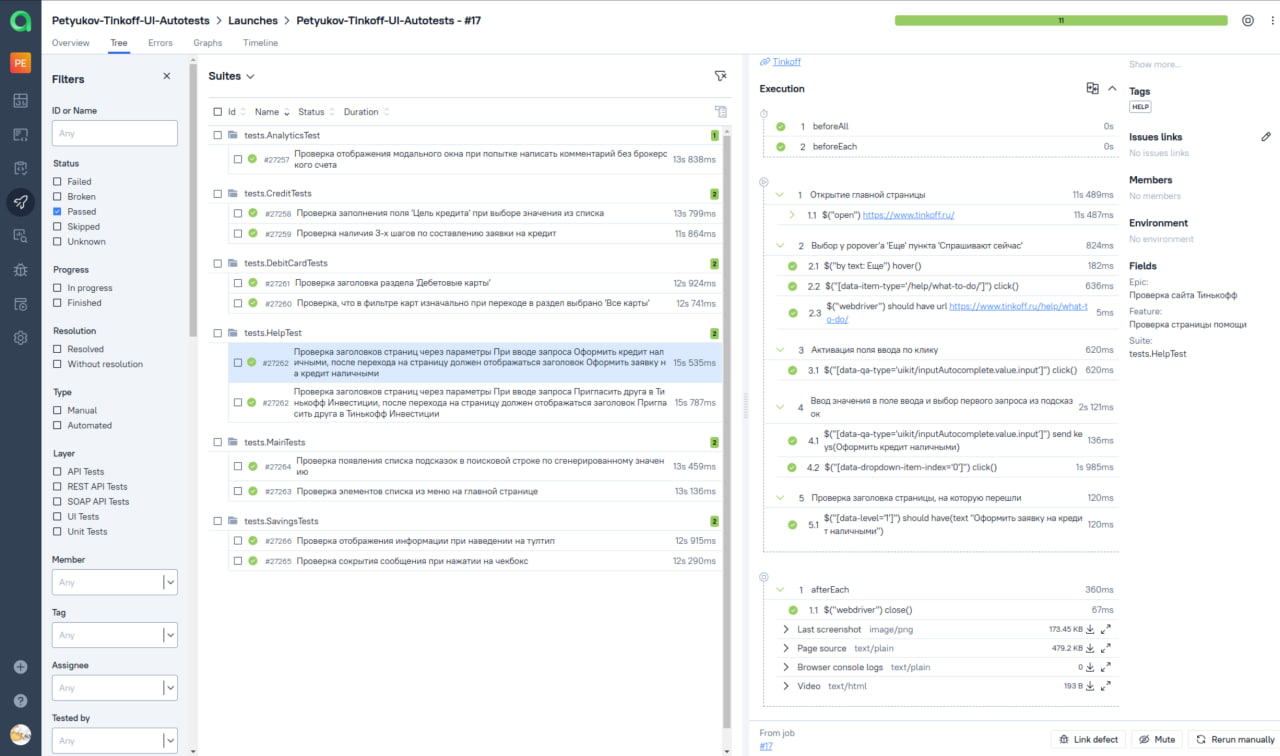 Petyukov-Tinkoff-UI-Autotests > Launches > Petyukov-Tinkoff-UI-Autotests - #17
11
Overview Tree Errors Graphs Timeline
PE
Filters
ID or Name
Any
Status
Failed
Broken
Passed
Skipped
Unknown
Progress
In progress
Finished
Resolution
Resolved
Without resolution
Type
Manual
Automated
Layer
API Tests
REST API Tests
SOAP API Tests
UI Tests
Unit Tests
Member
Any
Tag
Any
Assignee
Any
Tested by
Any
Suites
Id Name Status Duration
tests.AnalyticsTest 1
#27257 Проверка отображения модального окна при попытке написать комментарий без брокерс
кого счета 13s 838ms
tests.CreditTests 2
#27258 Проверка заполнения поля 'Цель кредита' при выборе значения из списка 13s 799ms
#27259 Проверка наличия 3-х шагов по составлению заявки на кредит 11s 864ms
tests.DebitCardTests 2
#27261 Проверка заголовка раздела 'Дебетовые карты' 12s 924ms
#27260 Проверка, что в фильтре карт изначально при переходе в раздел выбрано 'Все карты' 12s 741ms
tests.HelpTest 2
Проверка заголовков страниц через параметры При вводе запроса Оформить кредит нал
#27262 ичными, после перехода на страницу должен отображаться заголовок Оформить заявку н 15s 535ms
а кредит наличными
Проверка заголовков страниц через параметры При вводе запроса Пригласить друга в Ти
#27262 нькофф Инвестиции, после перехода на страницу должен отображаться заголовок Пригла 15s 787ms
сить друга в Тинькофф Инвестиции
tests.MainTests 2
#27264 Проверка появления списка подсказок в поисковой строке по сгенерированному значен
ию 13s 459ms
#27263 Проверка элементов списка из меню на главной странице 13s 136ms
tests.SavingsTests 2
#27266 Проверка отображения информации при наведении на тултип 12s 915ms
#27265 Проверка сокрытия сообщения при нажатии на чекбокс 12s 290ms
Tinkoff
Execution
1 beforeAll 0s
2 beforeEach 0s
1 Открытие главной страницы 11s 489ms
1.1 $("open") https://www.tinkoff.ru/ 11s 487ms
2 Выбор у popover'а 'Еще' пункта 'Спрашивают сейчас' 824ms
2.1 $("by text: Еще") hover() 182ms
2.2 $("[data-item-type='/help/what-to-do/']") click() 636ms
2.3 $("webdriver") should have url https://www.tinkoff.ru/help/what-t
o-do/ 5ms
3 Активация поля ввода по клику 620ms
3.1 $("[data-qa-type='uikit/inputAutocomplete.value.input']") click() 620ms
4 Ввод значения в поле ввода и выбор первого запроса из подсказ
ок 2s 121ms
4.1 $("[data-qa-type='uikit/inputAutocomplete.value.input']") send ke
ys(Оформить кредит наличными) 136ms
4.2 $("[data-dropdown-item-index='0']") click() 1s 985ms
5 Проверка заголовка страницы, на которую перешли 120ms
5.1 $("[data-level='1']") should have(text "Оформить заявку на креди
т наличными") 120ms
1 afterEach 360ms
1.1 $("webdriver") close() 67ms
Last screenshot image/png 173.45 KB
Page source text/plain 479.2 KB
Browser console logs text/plain 0
Video text/html 193 B
From job
#17
Link defect Mute Rerun manually
Show more...
Tags
HELP
Issues links
No issues links
Members
No members
Environment
No environment
Fields
Epic:
Проверка сайта Тинькофф
Feature:
Проверка страницы помощи
Suite:
tests.HelpTest